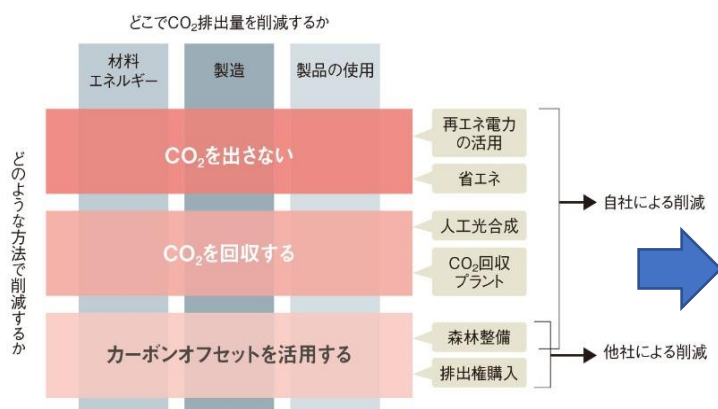 どこでCO₂排出量を削減するか
材料
エネルギー
製造
製品の使用
どのような方法で削減するか
CO₂を出さない
再エネ電力
の活用
省エネ
CO₂を回収する
人工光合成
CO₂回収
プラント
カーボンオフセットを活用する
森林整備
排出権購入
自社による削減
他社による削減